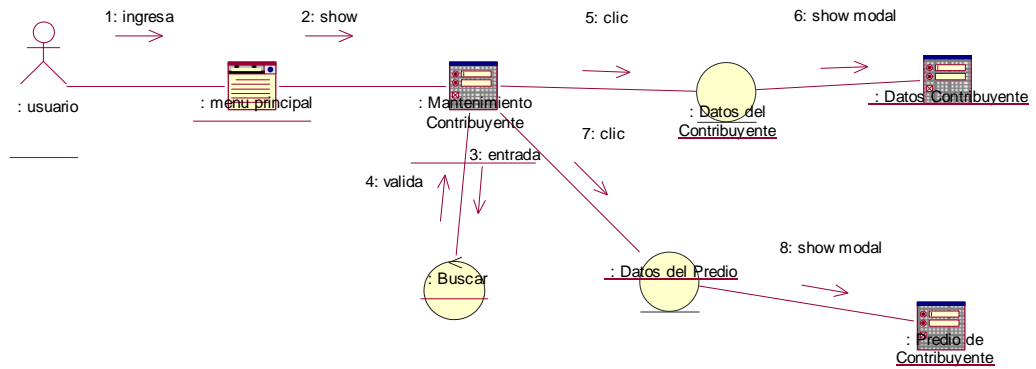 1: ingresa
2: show
5: clic
6: show modal
: usuario
: menu principal
: Mantenimiento
Contribuyente
: Datos del
Contribuyente
: Datos Contribuyente
3: entrada
7: clic
4: valida
: Buscar
: Datos del Predio
8: show modal
: Predio de
Contribuyente